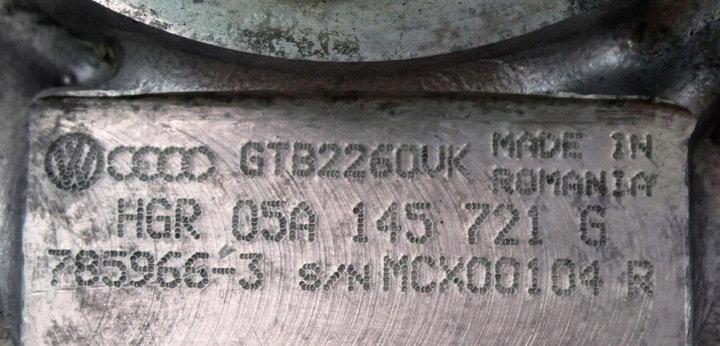 GTB2260VK MADE IN
ROMANIA
HGR 05A 145 721 G
785966-3 S/N MCX00104 R